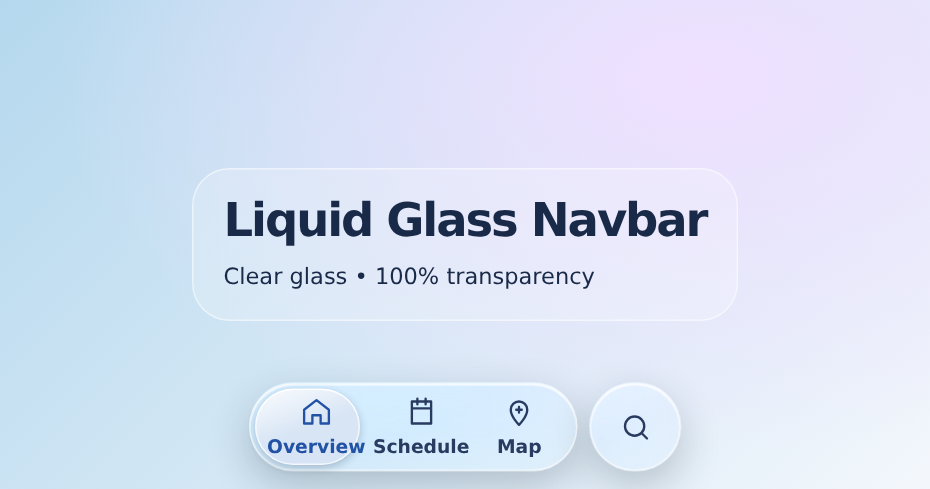 Liquid Glass Navbar
Clear glass • 100% transparency
Overview Schedule Map